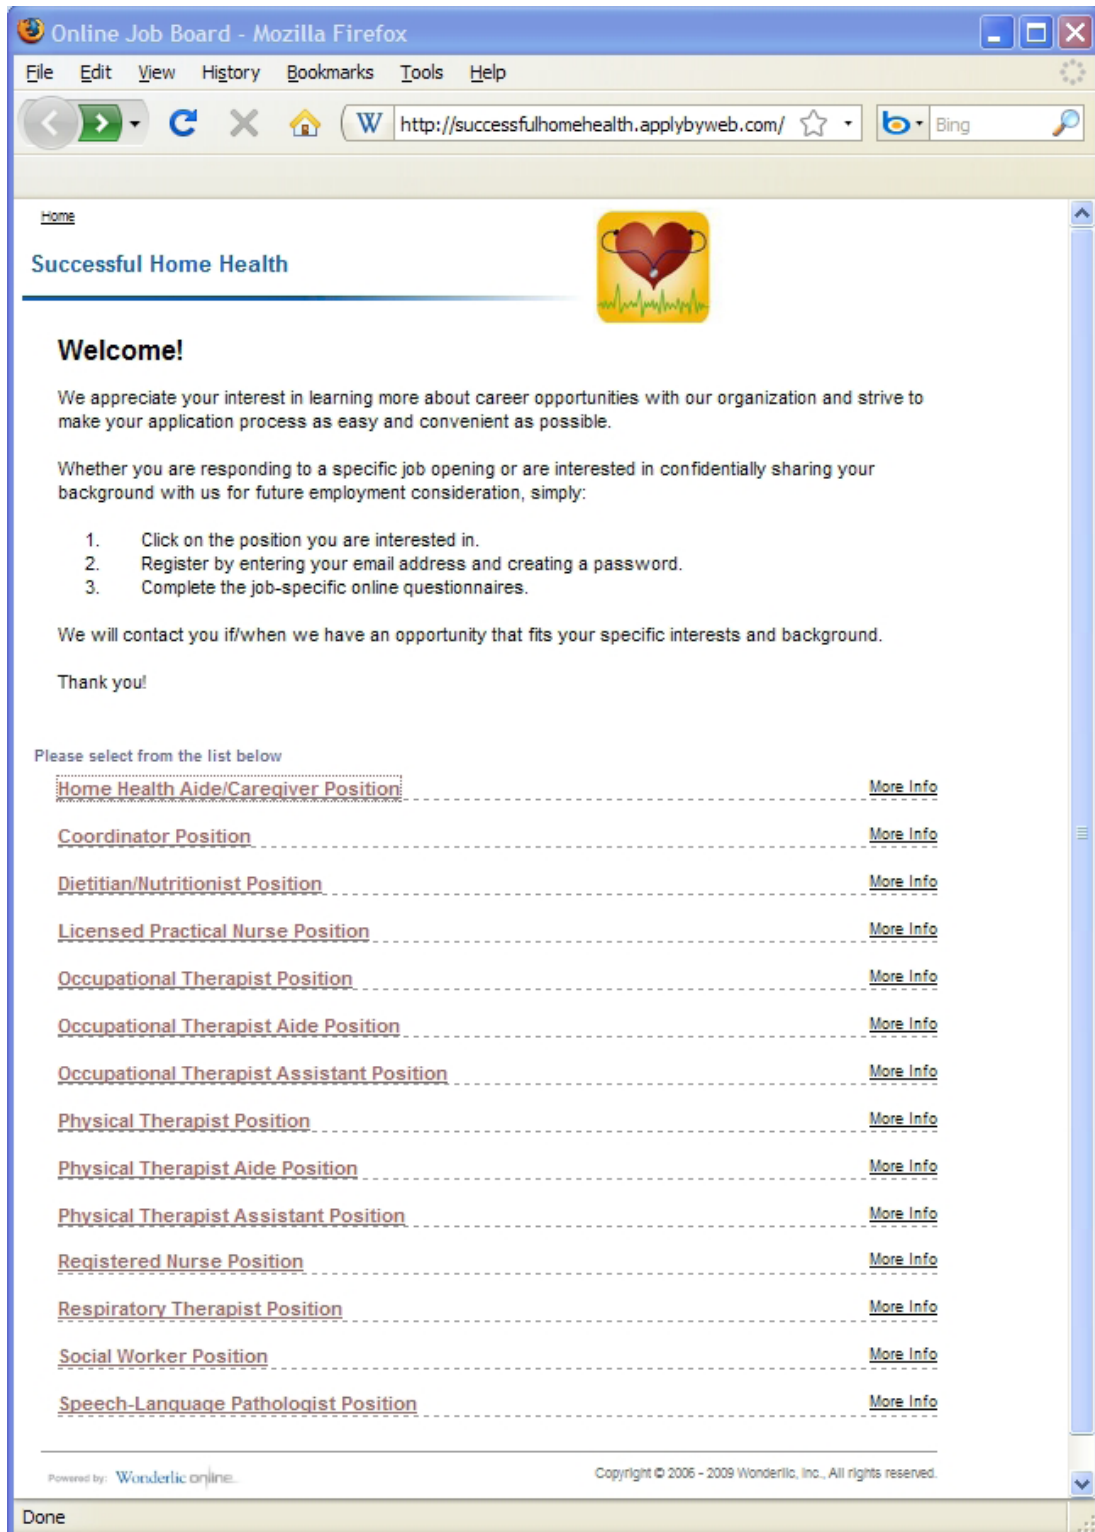 Online Job Board - Mozilla Firefox
File Edit View History Bookmarks Tools Help
W http://successfulhomehealth.applybyweb.com/ Bing
Home
Successful Home Health
Welcome!
We appreciate your interest in learning more about career opportunities with our organization and strive to
make your application process as easy and convenient as possible.
Whether you are responding to a specific job opening or are interested in confidentially sharing your
background with us for future employment consideration, simply:
1. Click on the position you are interested in.
2. Register by entering your email address and creating a password.
3. Complete the job-specific online questionnaires.
We will contact you if/when we have an opportunity that fits your specific interests and background.
Thank you!
Please select from the list below
Home Health Aide/Caregiver Position More Info
Coordinator Position More Info
Dietitian/Nutritionist Position More Info
Licensed Practical Nurse Position More Info
Occupational Therapist Position More Info
Occupational Therapist Aide Position More Info
Occupational Therapist Assistant Position More Info
Physical Therapist Position More Info
Physical Therapist Aide Position More Info
Physical Therapist Assistant Position More Info
Registered Nurse Position More Info
Respiratory Therapist Position More Info
Social Worker Position More Info
Speech-Language Pathologist Position More Info
Powered by: Wonderlic online. Copyright © 2006 - 2009 Wonderlic, Inc., All rights reserved.
Done